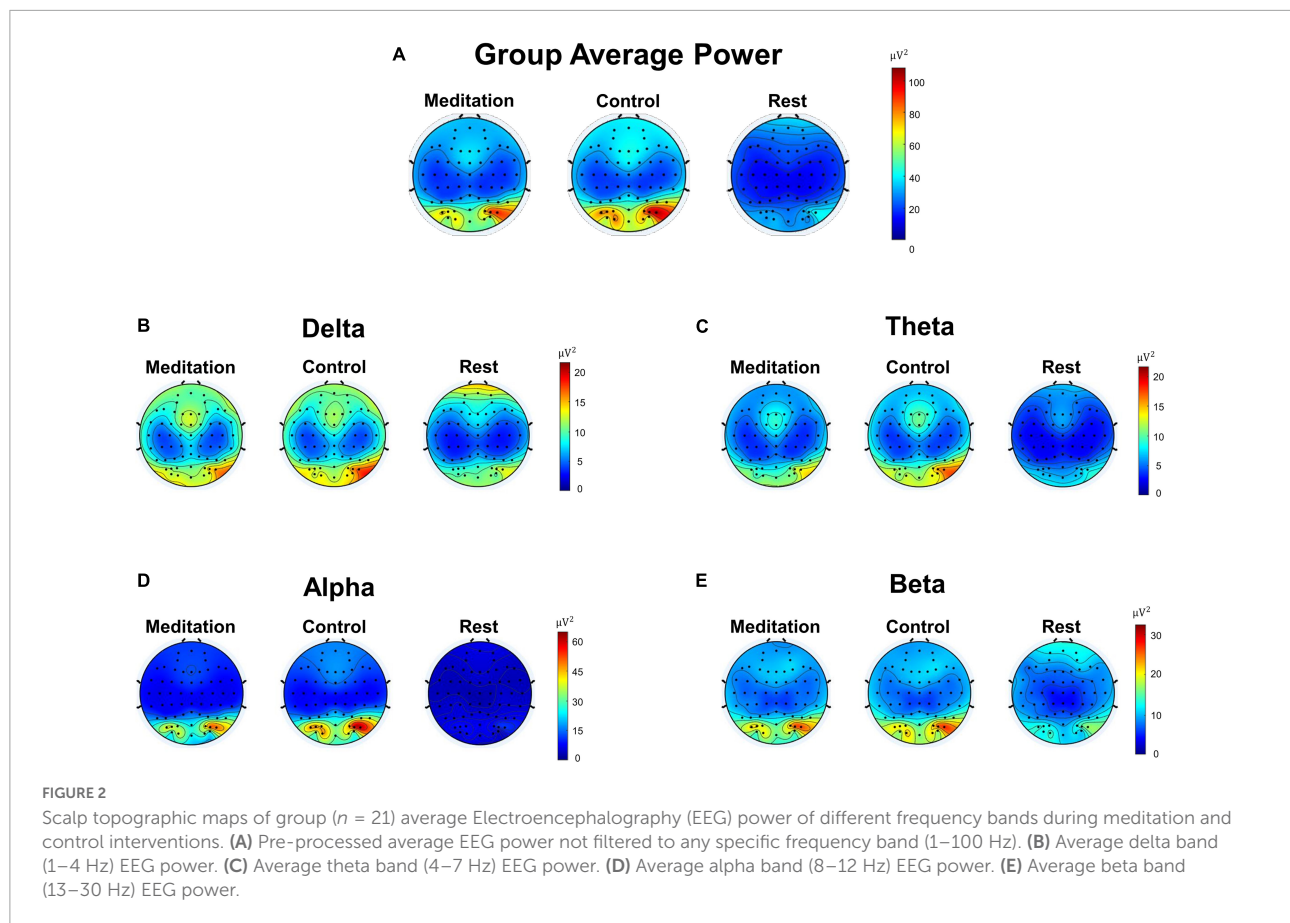 A Group Average Power
μV²
Meditation Control Rest
100
80
60
40
20
0
B Delta
μV²
Meditation Control Rest
20
15
10
5
0
C Theta
μV²
Meditation Control Rest
20
15
10
5
0
D Alpha
μV²
Meditation Control Rest
60
45
30
15
0
E Beta
μV²
Meditation Control Rest
30
20
10
0
FIGURE 2
Scalp topographic maps of group (n = 21) average Electroencephalography (EEG) power of different frequency bands during meditation and
control interventions. (A) Pre-processed average EEG power not filtered to any specific frequency band (1–100 Hz). (B) Average delta band
(1–4 Hz) EEG power. (C) Average theta band (4–7 Hz) EEG power. (D) Average alpha band (8–12 Hz) EEG power. (E) Average beta band
(13–30 Hz) EEG power.